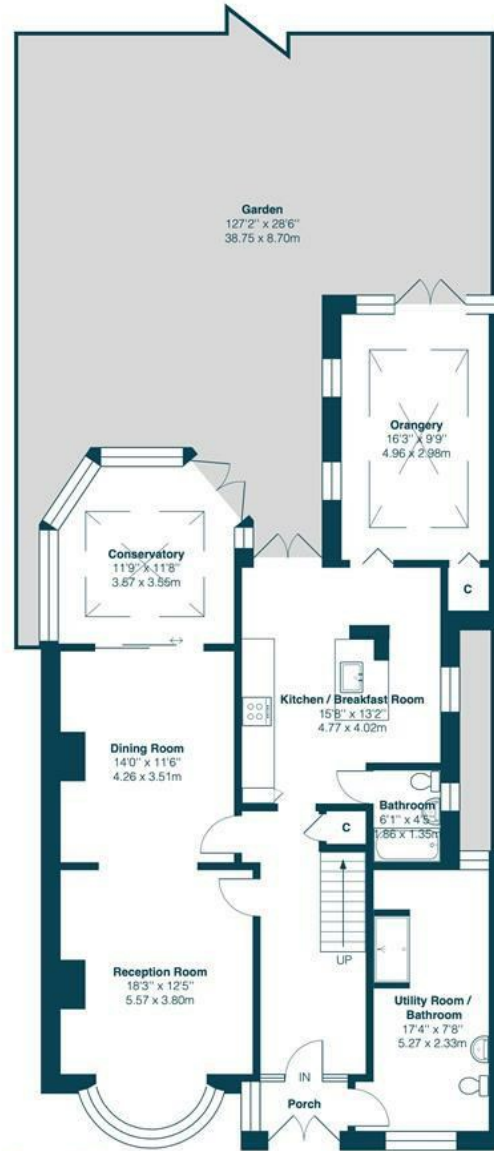 Garden
127'2'' x 28'6''
38.75 x 8.70m
Orangery
16'3'' x 9'9''
4.96 x 2.98m
Conservatory
11'9'' x 11'8''
3.87 x 3.55m
C
Kitchen / Breakfast Room
15'8'' x 13'2''
4.77 x 4.02m
Dining Room
14'0'' x 11'6''
4.26 x 3.51m
Bathroom
6'1'' x 4'5
1.86 x 1.35m
C
UP
Reception Room
18'3'' x 12'5''
5.57 x 3.80m
Utility Room /
Bathroom
17'4'' x 7'8''
5.27 x 2.33m
IN
Porch